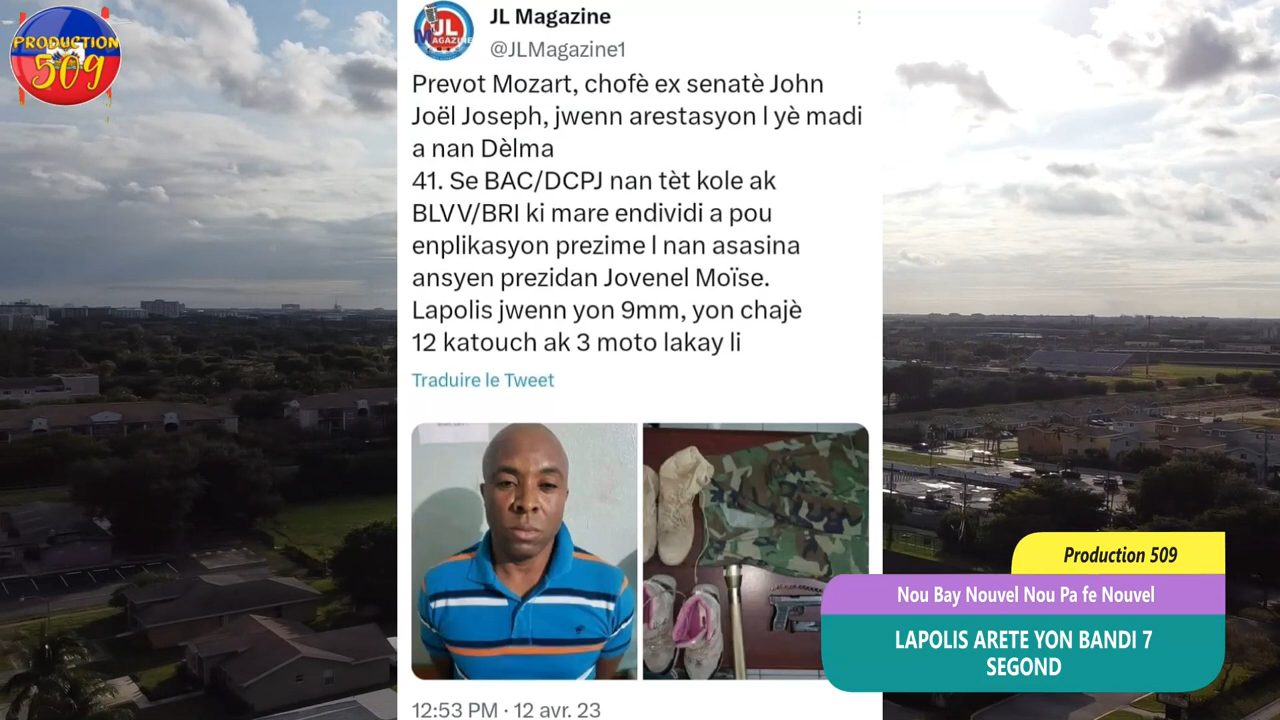 PRODUCTION
509
JL
MAGAZINE
JL Magazine
@JLMagazine1
Prevot Mozart, chofè ex senatè John
Joël Joseph, jwenn arestasyon l yè madi
a nan Dèlma
41. Se BAC/DCPJ nan tèt kole ak
BLVV/BRI ki mare endividi a pou
enplikasyon prezime l nan asasina
ansyen prezidan Jovenel Moïse.
Lapolis jwenn yon 9mm, yon chajè
12 katouch ak 3 moto lakay li
Traduire le Tweet
12:53 PM · 12 avr. 23
Production 509
Nou Bay Nouvel Nou Pa fe Nouvel
LAPOLIS ARETE YON BANDI 7
SEGOND